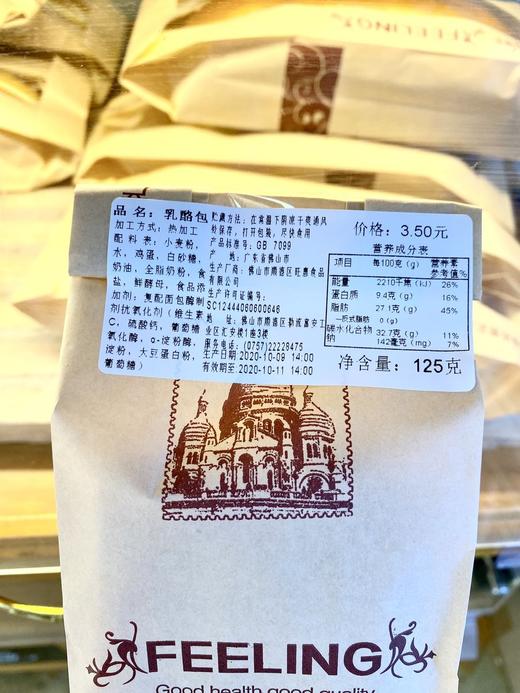 FEELING
品名：乳酪包
加工方式：热加工
配料表：小麦粉，
水，鸡蛋，白砂糖，
奶油，全脂奶粉，食
盐，鲜酵母，食品添
加剂：复配面包酶制
剂抗氧化剂（维生素
C，硫酸钙，葡萄糖
氧化酶，α-淀粉酶，
淀粉，大豆蛋白粉，
葡萄糖）
贮藏方法：在常温下阴凉干爽通风
处保存，打开包装，尽快食用
产品标准号：GB 7099
产 地：广东省佛山市
生产厂商：佛山市顺德区旺惠食品
有限公司
生产许可证编号：
SC12444060600646
地 址：佛山市顺德区勒流富安工
业区汇安楼1座3楼
服务电话：(0757)22228475
生产日期 2020-10-09 14:00
有效期至 2020-10-11 14:00
价格：3.50元
营养成分表
项目 每100克（g） 营养素参考值%
能量 2210千焦（kJ） 26%
蛋白质 9.4克（g） 16%
脂肪 27.1克（g） 45%
-反式脂肪 0（g）
碳水化合物 32.7克（g） 11%
钠 142毫克（mg） 7%
净含量：125克
FEELING
Good health good quality